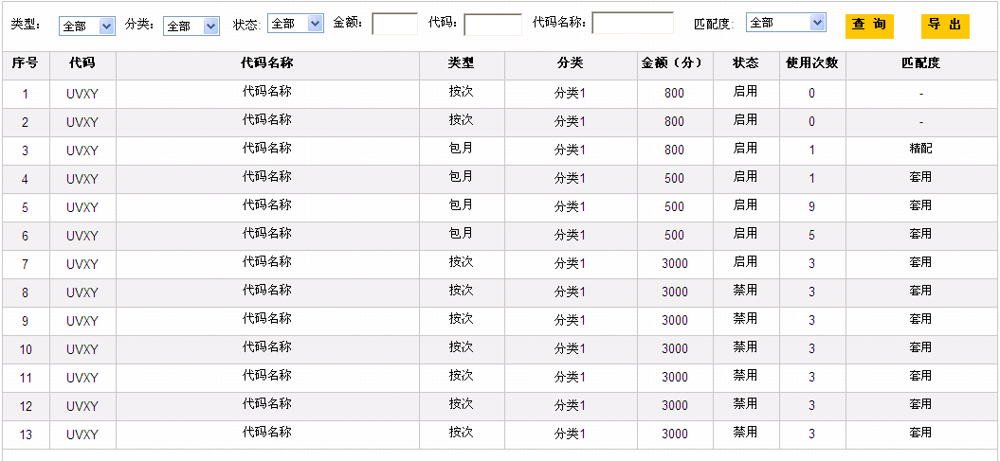 类型： 全部 分类： 全部 状态: 全部 金额： 代码： 代码名称： 匹配度: 全部 查 询 导 出
序号 代码 代码名称 类型 分类 金额（分） 状态 使用次数 匹配度
1 UVXY 代码名称 按次 分类1 800 启用 0 -
2 UVXY 代码名称 按次 分类1 800 启用 0 -
3 UVXY 代码名称 包月 分类1 800 启用 1 精配
4 UVXY 代码名称 包月 分类1 500 启用 1 套用
5 UVXY 代码名称 包月 分类1 500 启用 9 套用
6 UVXY 代码名称 包月 分类1 500 启用 5 套用
7 UVXY 代码名称 按次 分类1 3000 启用 3 套用
8 UVXY 代码名称 按次 分类1 3000 禁用 3 套用
9 UVXY 代码名称 按次 分类1 3000 禁用 3 套用
10 UVXY 代码名称 按次 分类1 3000 禁用 3 套用
11 UVXY 代码名称 按次 分类1 3000 禁用 3 套用
12 UVXY 代码名称 按次 分类1 3000 禁用 3 套用
13 UVXY 代码名称 按次 分类1 3000 禁用 3 套用